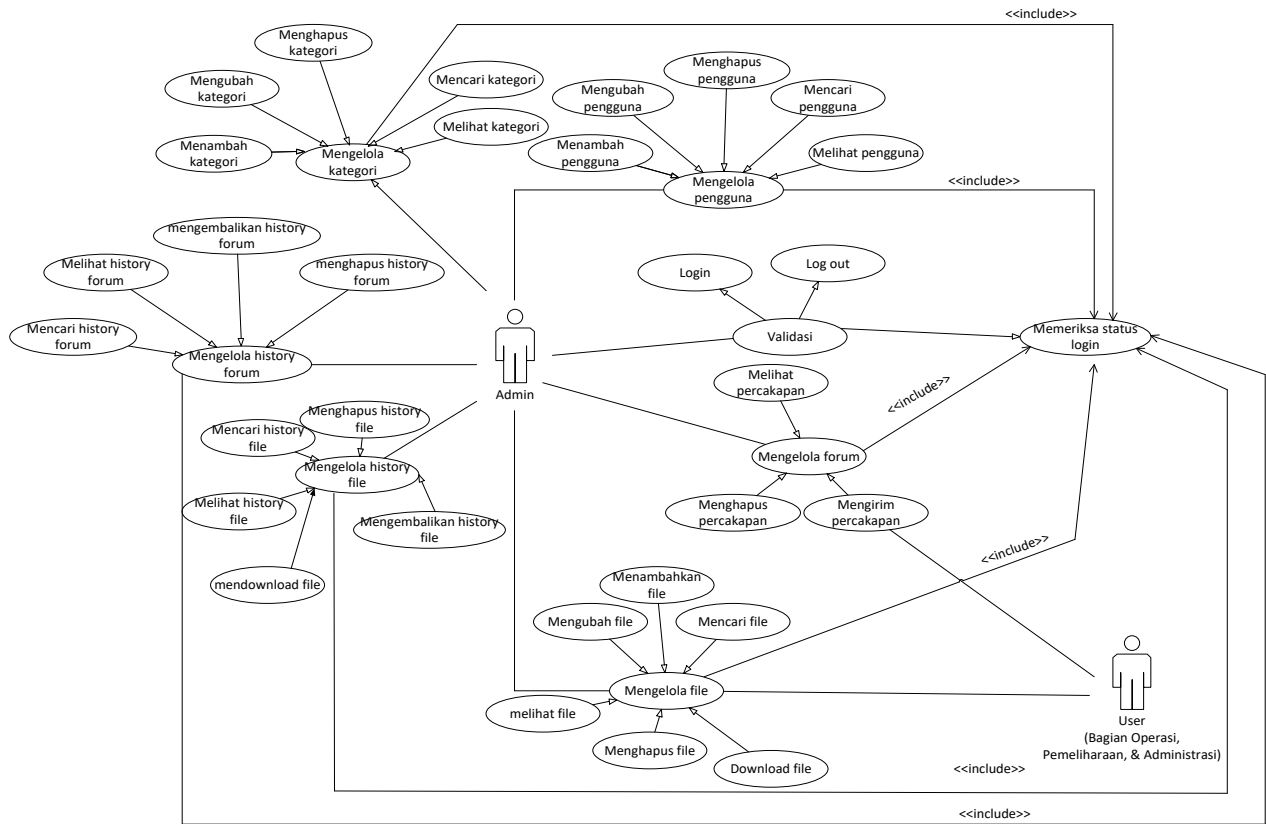 <<include>>
Menghapus
kategori
Mengubah
kategori
Mencari kategori
Melihat kategori
Menambah
kategori
Mengelola
kategori
Menghapus
pengguna
Mengubah
pengguna
Mencari
pengguna
Menambah
pengguna
Melihat pengguna
Mengelola
pengguna
<<include>>
mengembalikan history
forum
Melihat history
forum
menghapus history
forum
Mencari history
forum
Mengelola history
forum
Login
Log out
Validasi
Memeriksa status
login
Admin
Melihat
percakapan
<<include>>
Mengelola forum
Menghapus
percakapan
Mengirim
percakapan
Menghapus history
file
Mencari history
file
Mengelola history
file
Melihat history
file
Mengembalikan history
file
mendownload file
<<include>>
Menambahkan
file
Mengubah file
Mencari file
Mengelola file
melihat file
Menghapus file
Download file
User
(Bagian Operasi,
Pemeliharaan, & Administrasi)
<<include>>
<<include>>